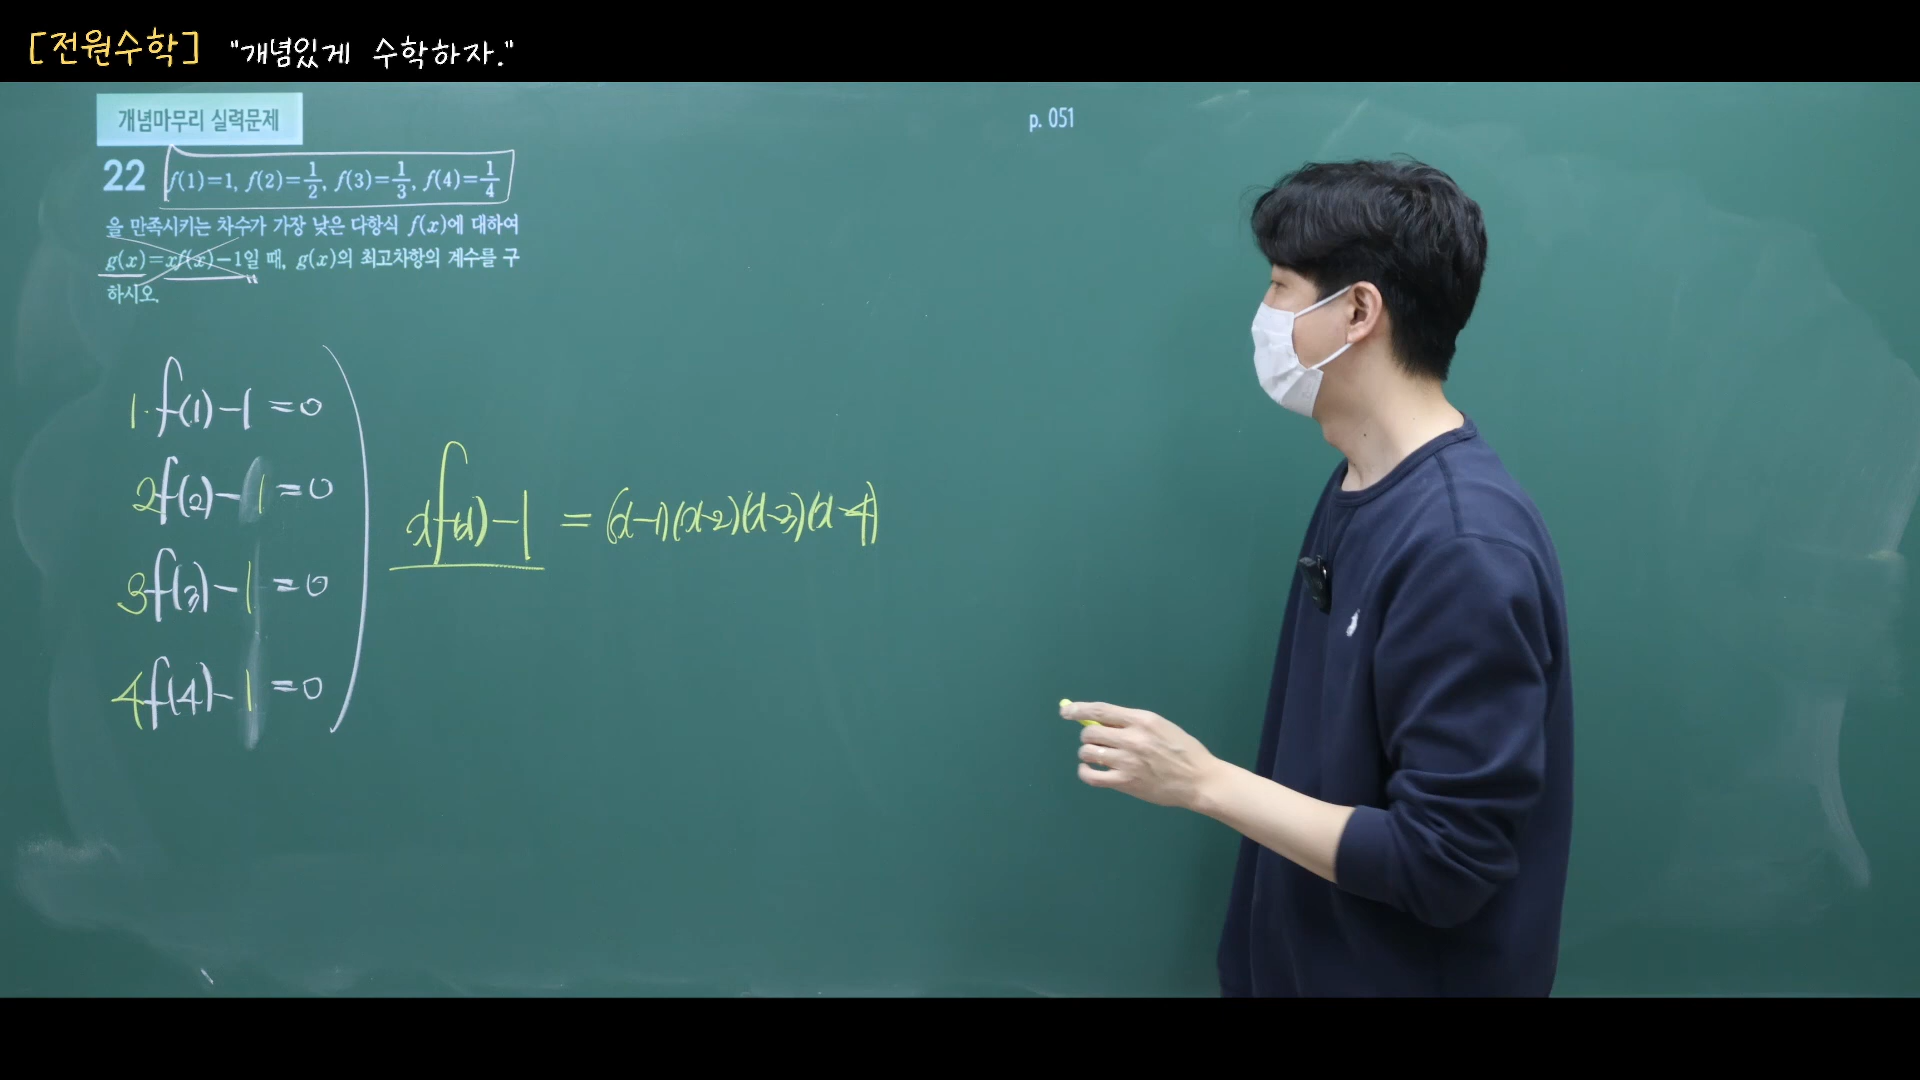 [전원수학] "개념있게 수학하자."
개념마무리 실력문제
p. 051
22 f(1)=1, f(2)=1/2, f(3)=1/3, f(4)=1/4
을 만족시키는 차수가 가장 낮은 다항식 f(x)에 대하여
g(x)=xf(x)-1일 때, g(x)의 최고차항의 계수를 구
하시오.
1·f(1)-1=0
2f(2)-1=0
3f(3)-1=0
4f(4)-1=0
xf(x)-1 = (x-1)(x-2)(x-3)(x-4)